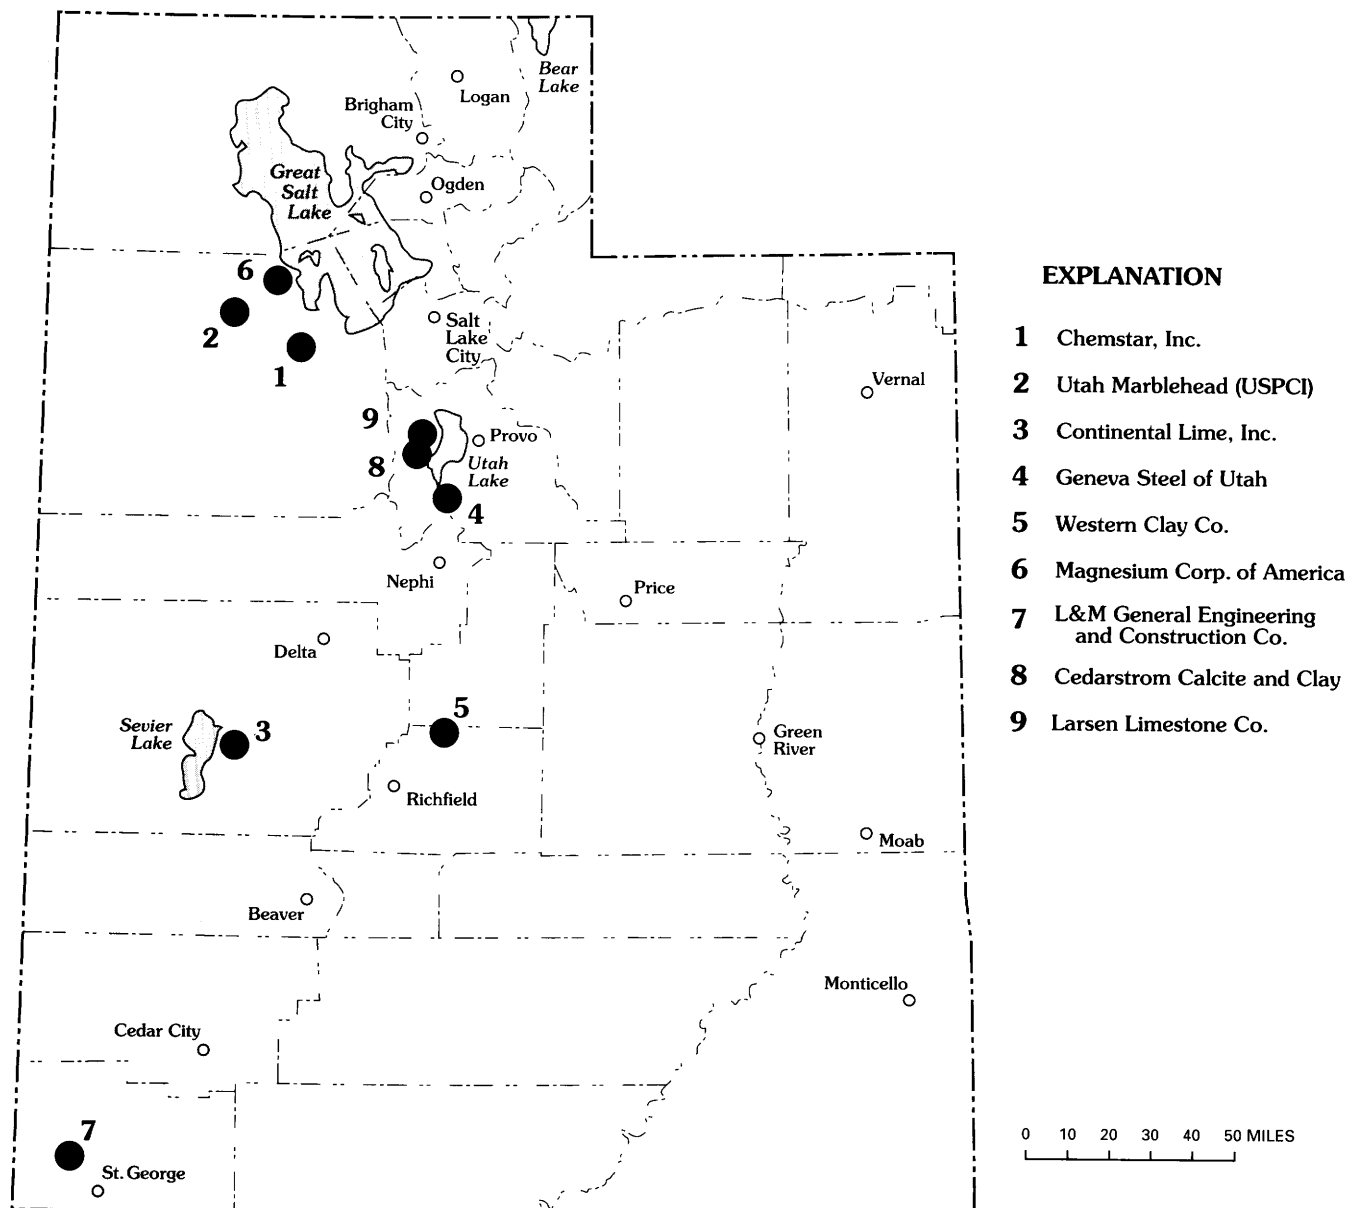 Bear
Lake
Logan
Brigham
City
Great
Salt
Lake
Ogden
6
2
1
Salt
Lake
City
Vernal
9
8
Provo
Utah
Lake
4
Nephi
Price
Delta
Sevier
Lake
3
5
Green
River
Richfield
Moab
Beaver
Monticello
Cedar City
7
St. George
EXPLANATION
1 Chemstar, Inc.
2 Utah Marblehead (USPCI)
3 Continental Lime, Inc.
4 Geneva Steel of Utah
5 Western Clay Co.
6 Magnesium Corp. of America
7 L&M General Engineering
and Construction Co.
8 Cedarstrom Calcite and Clay
9 Larsen Limestone Co.
0 10 20 30 40 50 MILES